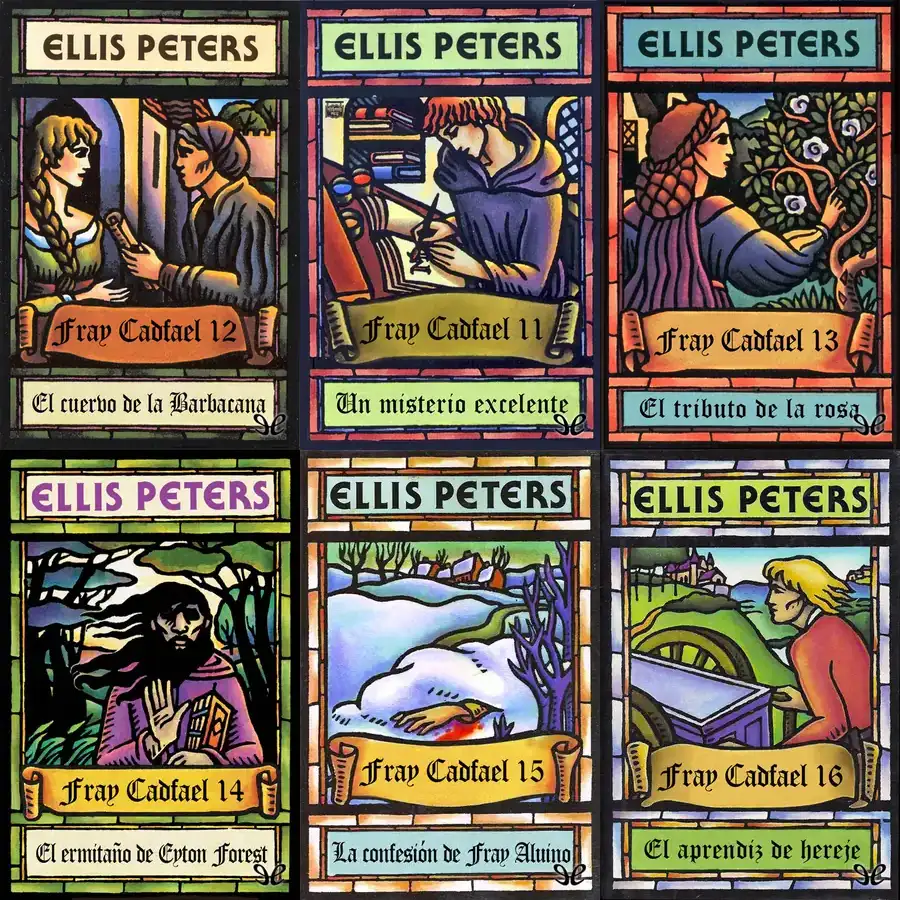 ELLIS PETERS
Fray Cadfael 12
El cuervo de la Barbacana
ELLIS PETERS
Fray Cadfael 11
Un misterio excelente
ELLIS PETERS
Fray Cadfael 13
El tributo de la rosa
ELLIS PETERS
Fray Cadfael 14
El ermitaño de Eyton Forest
ELLIS PETERS
Fray Cadfael 15
La confesión de Fray Aluino
ELLIS PETERS
Fray Cadfael 16
El aprendiz de hereje